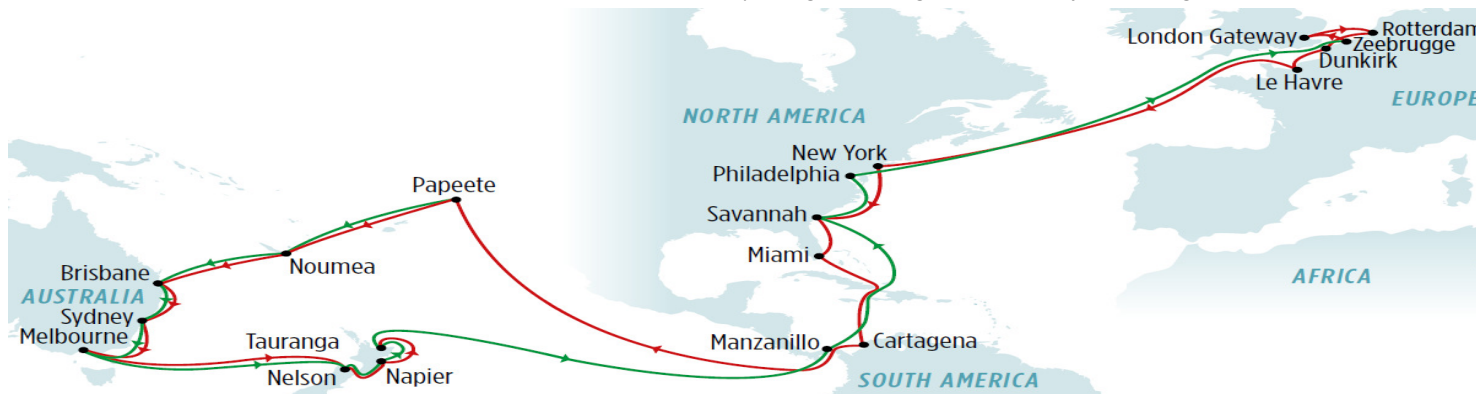 London Gateway
Rotterdam
Zeebrugge
Dunkirk
Le Havre
EUROPE
NORTH AMERICA
New York
Philadelphia
Papeete
Savannah
Miami
Noumea
Brisbane
AUSTRALIA
AFRICA
Sydney
Melbourne
Tauranga
Manzanillo
Cartagena
Nelson
Napier
SOUTH AMERICA